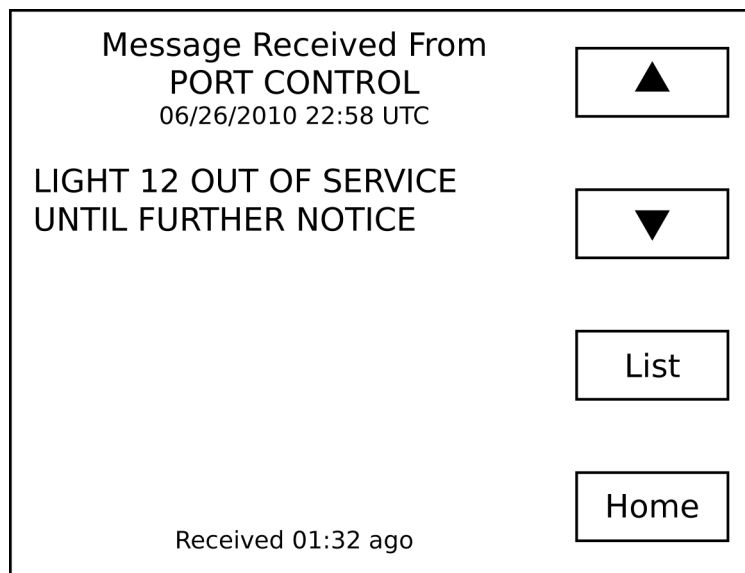 Message Received From
PORT CONTROL
06/26/2010 22:58 UTC
LIGHT 12 OUT OF SERVICE
UNTIL FURTHER NOTICE
Received 01:32 ago
▲
▼
List
Home